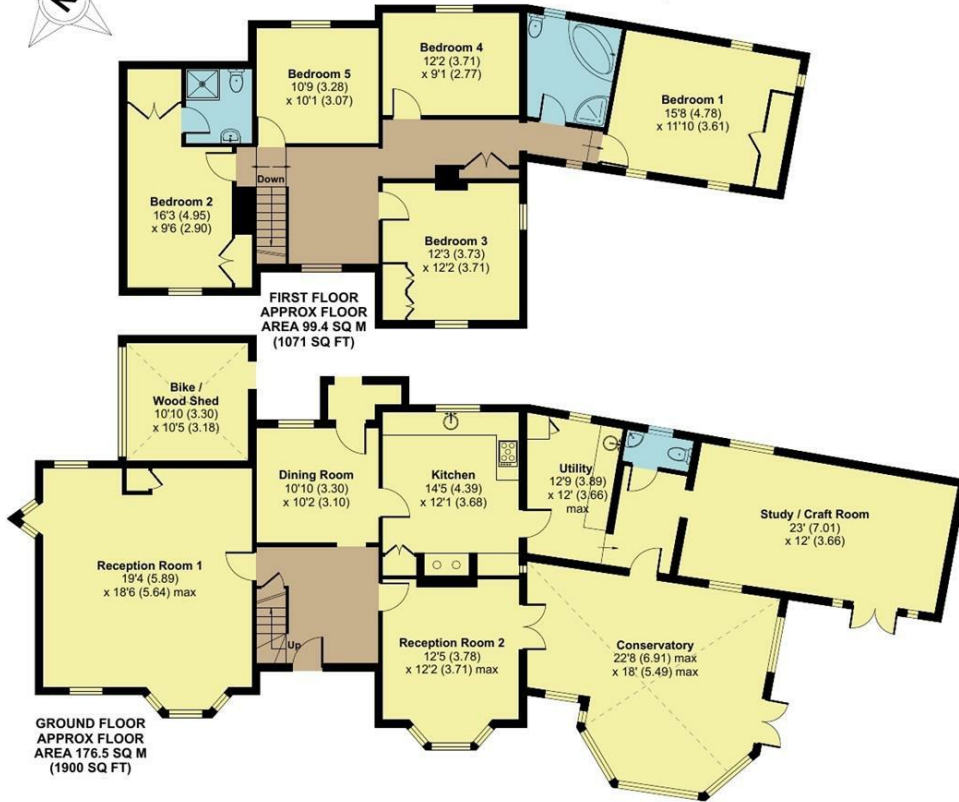 N
Bedroom 5
10'9 (3.28)
x 10'1 (3.07)
Bedroom 4
12'2 (3.71)
x 9'1 (2.77)
Bedroom 1
15'8 (4.78)
x 11'10 (3.61)
Bedroom 2
16'3 (4.95)
x 9'6 (2.90)
Down
Bedroom 3
12'3 (3.73)
x 12'2 (3.71)
FIRST FLOOR
APPROX FLOOR
AREA 99.4 SQ M
(1071 SQ FT)
Bike /
Wood Shed
10'10 (3.30)
x 10'5 (3.18)
Dining Room
10'10 (3.30)
x 10'2 (3.10)
Kitchen
14'5 (4.39)
x 12'1 (3.68)
Utility
12'9 (3.89)
x 12' (3.66)
max
Study / Craft Room
23' (7.01)
x 12' (3.66)
Reception Room 1
19'4 (5.89)
x 18'6 (5.64) max
Up
Reception Room 2
12'5 (3.78)
x 12'2 (3.71) max
Conservatory
22'8 (6.91) max
x 18' (5.49) max
GROUND FLOOR
APPROX FLOOR
AREA 176.5 SQ M
(1900 SQ FT)